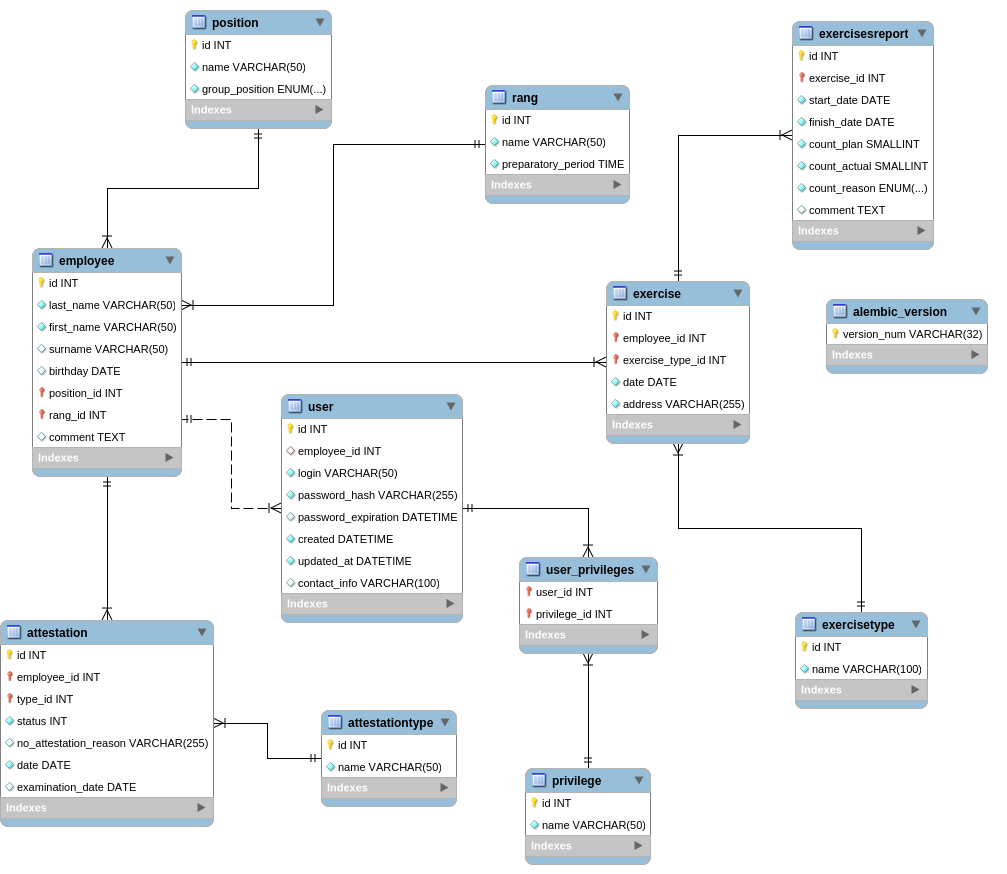 position
id INT
name VARCHAR(50)
group_position ENUM(...)
Indexes
rang
id INT
name VARCHAR(50)
preparatory_period TIME
Indexes
exercisesreport
id INT
exercise_id INT
start_date DATE
finish_date DATE
count_plan SMALLINT
count_actual SMALLINT
count_reason ENUM(...)
comment TEXT
Indexes
employee
id INT
last_name VARCHAR(50)
first_name VARCHAR(50)
surname VARCHAR(50)
birthday DATE
position_id INT
rang_id INT
comment TEXT
Indexes
exercise
id INT
employee_id INT
exercise_type_id INT
date DATE
address VARCHAR(255)
Indexes
alembic_version
version_num VARCHAR(32)
Indexes
user
id INT
employee_id INT
login VARCHAR(50)
password_hash VARCHAR(255)
password_expiration DATETIME
created DATETIME
updated_at DATETIME
contact_info VARCHAR(100)
Indexes
user_privileges
user_id INT
privilege_id INT
Indexes
exercisetype
id INT
name VARCHAR(100)
Indexes
attestation
id INT
employee_id INT
type_id INT
status INT
no_attestation_reason VARCHAR(255)
date DATE
examination_date DATE
Indexes
attestationtype
id INT
name VARCHAR(50)
Indexes
privilege
id INT
name VARCHAR(50)
Indexes